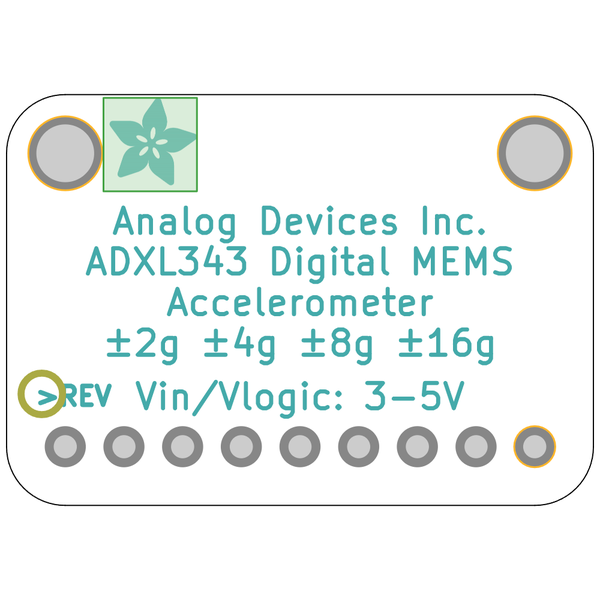 Analog Devices Inc.
ADXL343 Digital MEMS
Accelerometer
±2g ±4g ±8g ±16g
>REV Vin/Vlogic: 3-5V